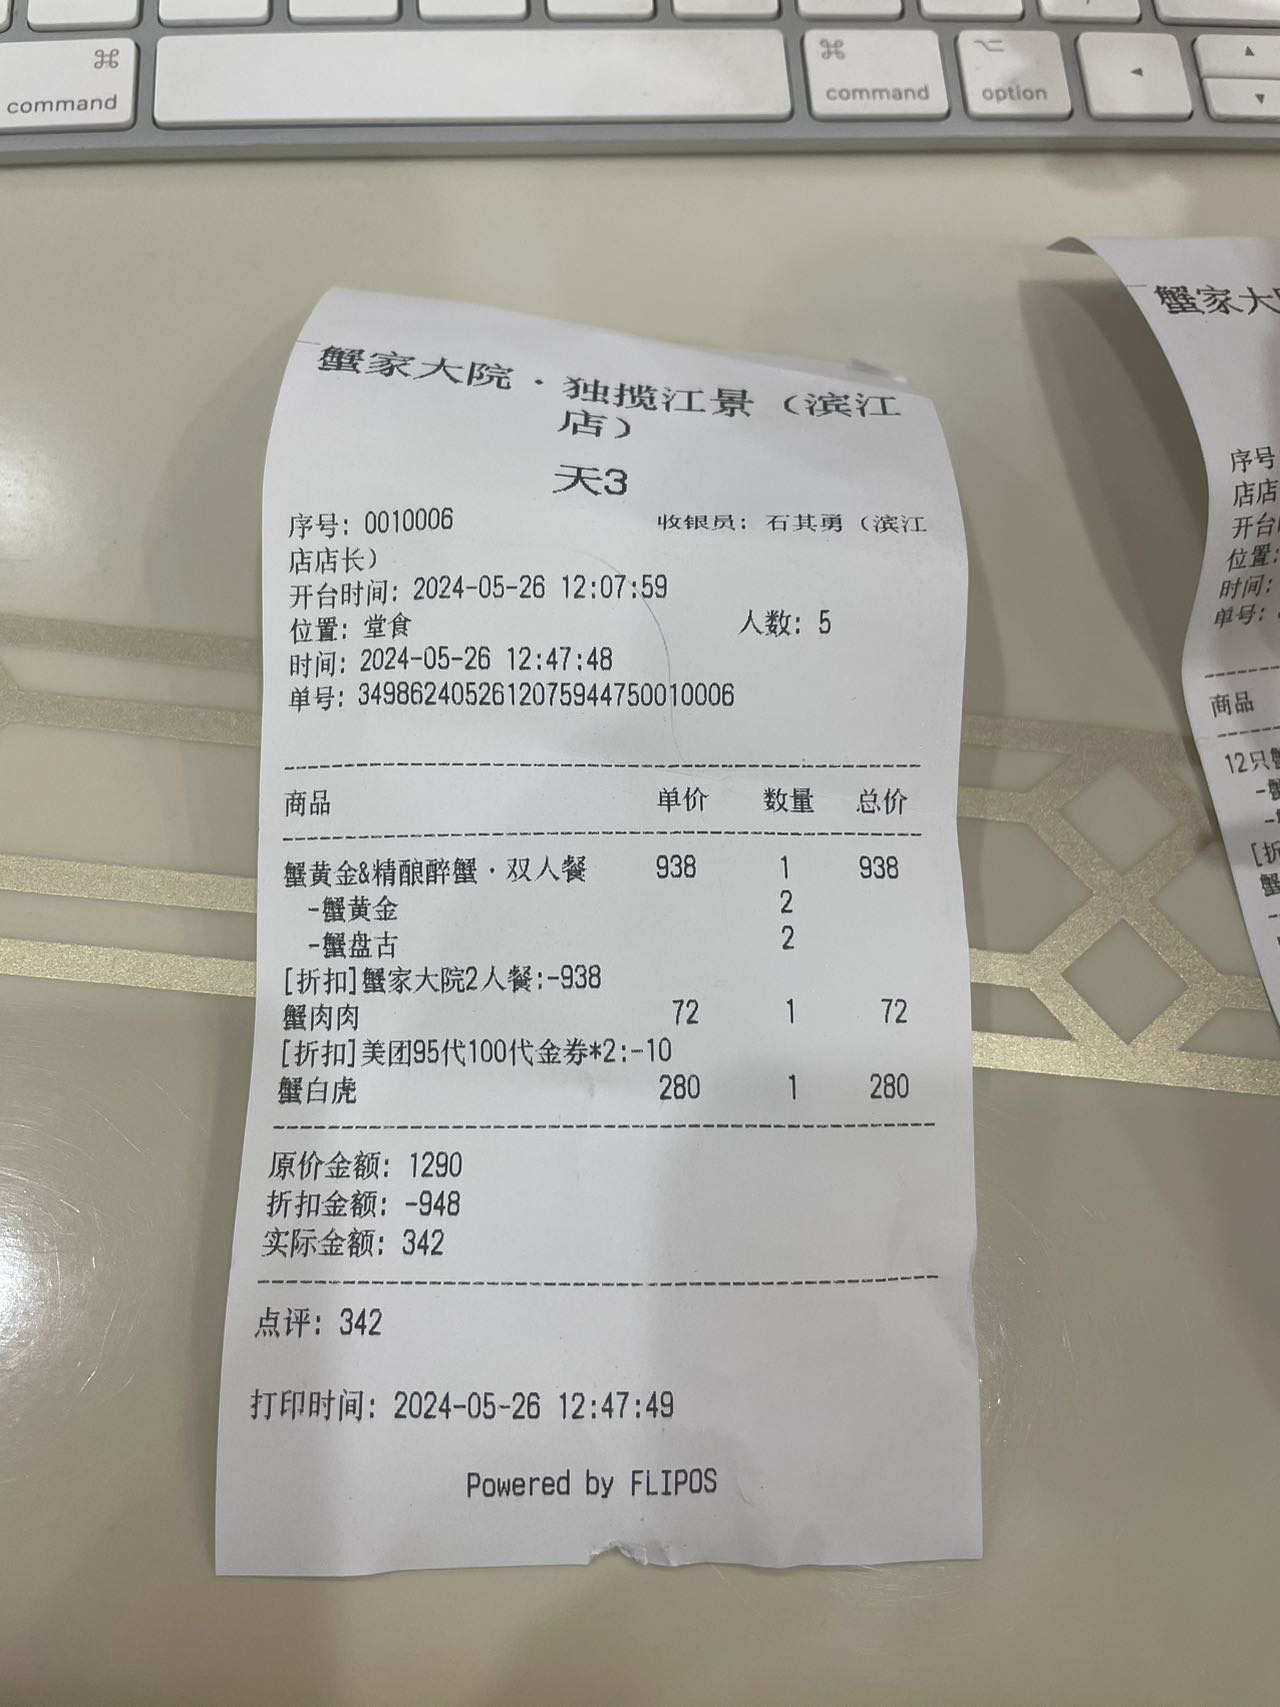 command
command
option
蟹家大院·独揽江景（滨江
店）
天3
序号: 0010006 收银员: 石其勇（滨江
店店长）
开台时间: 2024-05-26 12:07:59
位置: 堂食 人数: 5
时间: 2024-05-26 12:47:48
单号: 3498624052612075944750010006
商品 单价 数量 总价
蟹黄金&精酿醉蟹·双人餐 938 1 938
-蟹黄金 2
-蟹盘古 2
[折扣]蟹家大院2人餐:-938
蟹肉肉 72 1 72
[折扣]美团95代100代金券*2:-10
蟹白虎 280 1 280
原价金额: 1290
折扣金额: -948
实际金额: 342
点评: 342
打印时间: 2024-05-26 12:47:49
Powered by FLIPOS
蟹家大
序号
店店
开台
位置:
时间:
单号:
商品
12只